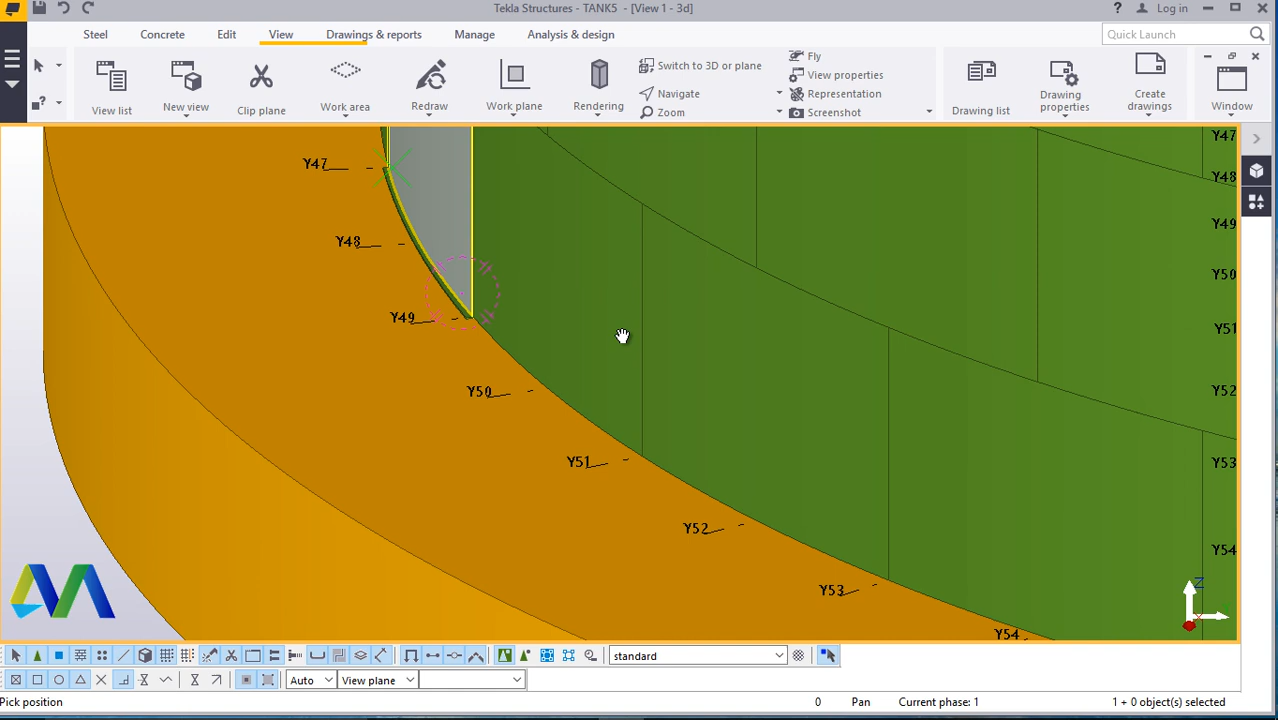 Tekla Structures - TANK5 - [View 1 - 3d]
? Log in
Steel Concrete Edit View Drawings & reports Manage Analysis & design
Quick Launch
View list
New view
Clip plane
Work area
Redraw
Work plane
Rendering
Switch to 3D or plane
Navigate
Zoom
Fly
View properties
Representation
Screenshot
Drawing list
Drawing properties
Create drawings
Window
Y47
Y48
Y49
Y50
Y51
Y52
Y53
Y54
Y47
Y48
Y49
Y50
Y51
Y52
Y53
Y54
Z
standard
Auto
View plane
Pick position
0
Pan
Current phase: 1
1 + 0 object(s) selected